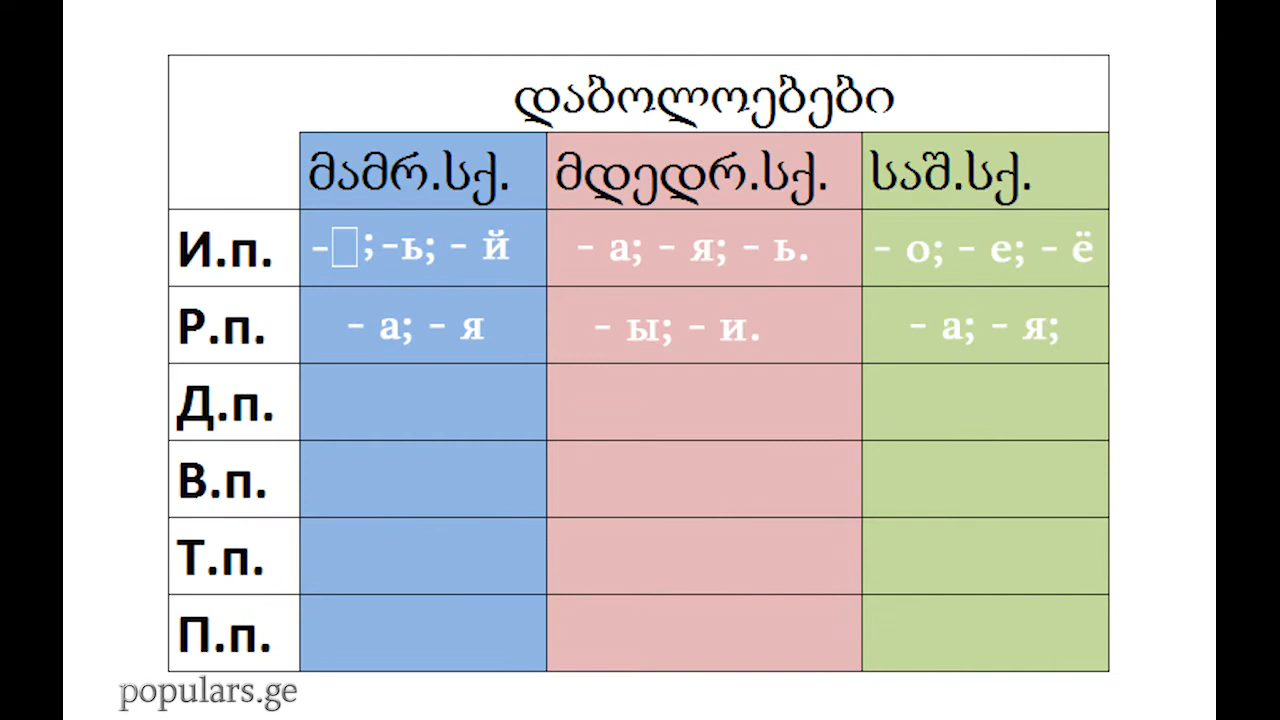 დაბოლოებები
მამრ.სქ. მდედრ.სქ. საშ.სქ.
И.п. -□;-ь; - й - а; - я; - ь. - о; - е; - ё
Р.п. - а; - я - ы; - и. - а; - я;
Д.п.
В.п.
Т.п.
П.п.
populars.ge